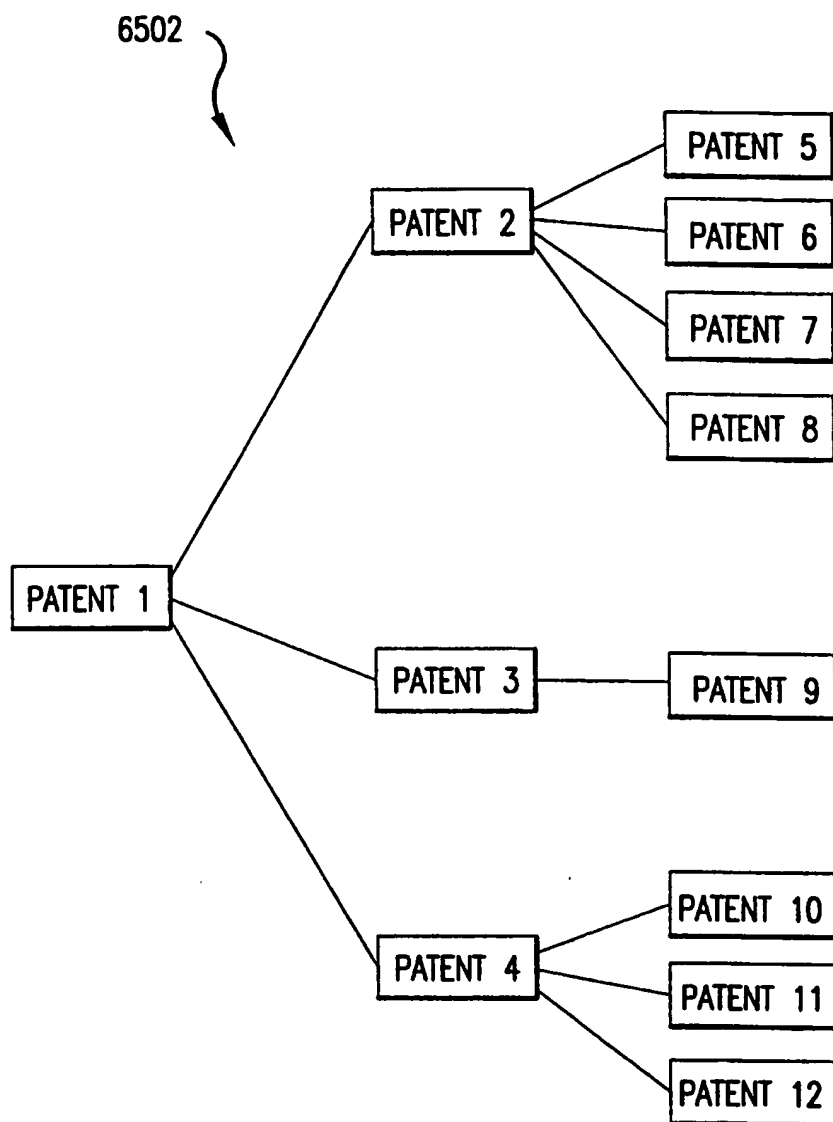 6502
PATENT 5
PATENT 2
PATENT 6
PATENT 7
PATENT 8
PATENT 1
PATENT 3
PATENT 9
PATENT 10
PATENT 4
PATENT 11
PATENT 12